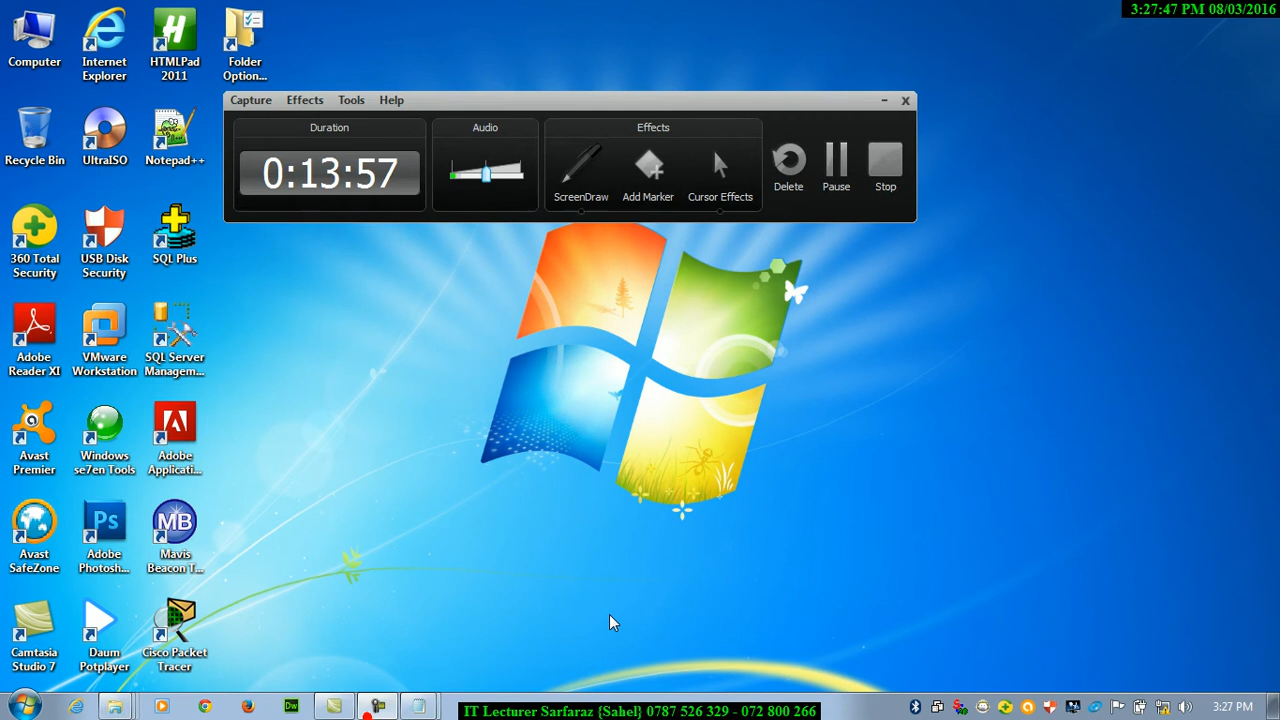 3:27:47 PM 08/03/2016
Computer
Internet
Explorer
HTMLPad
2011
Folder
Option...
Capture Effects Tools Help
Duration
Audio
Effects
0:13:57
ScreenDraw
Add Marker
Cursor Effects
Delete
Pause
Stop
Recycle Bin
UltraISO
Notepad++
360 Total
Security
USB Disk
Security
SQL Plus
Adobe
Reader XI
VMware
Workstation
SQL Server
Managem...
Avast
Premier
Windows
se7en Tools
Adobe
Applicati...
Avast
SafeZone
Ps
Adobe
Photosh...
MB
Mavis
Beacon T...
Camtasia
Studio 7
Daum
Potplayer
Cisco Packet
Tracer
Dw
IT Lecturer Sarfaraz {Sahel} 0787 526 329 - 072 800 266
3:27 PM